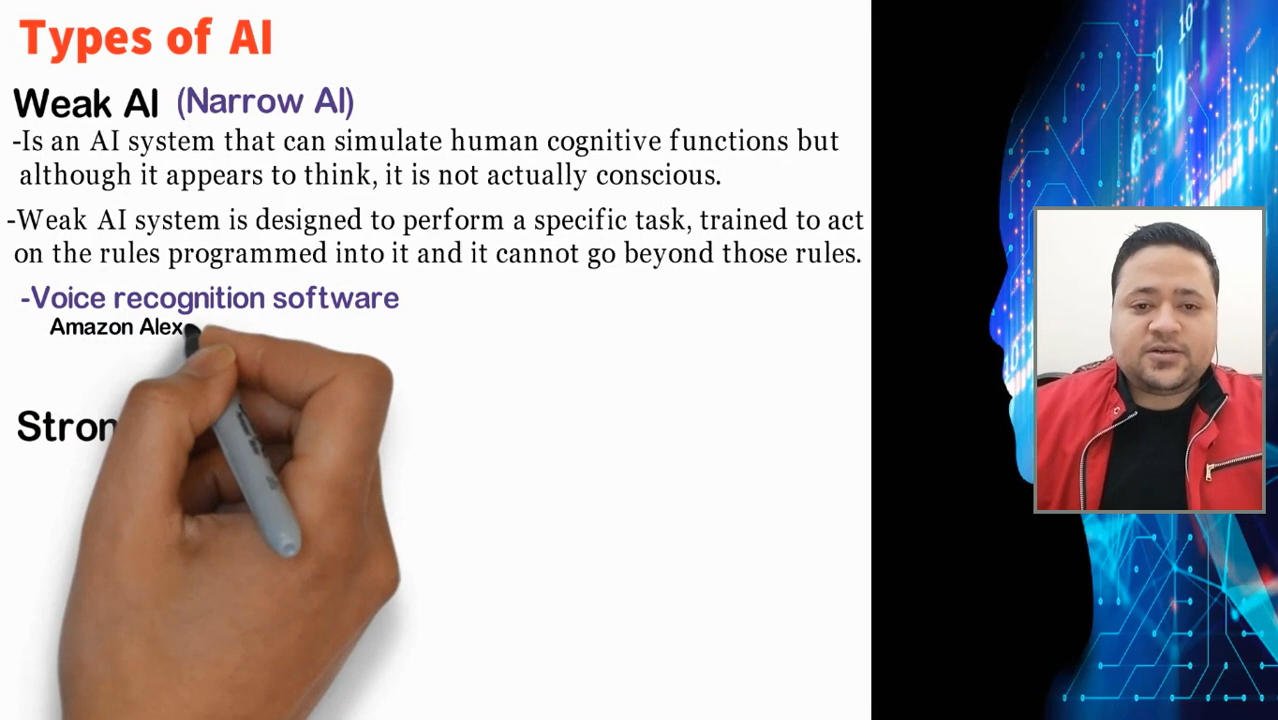 Types of AI
Weak AI (Narrow AI)
-Is an AI system that can simulate human cognitive functions but
although it appears to think, it is not actually conscious.
-Weak AI system is designed to perform a specific task, trained to act
on the rules programmed into it and it cannot go beyond those rules.
-Voice recognition software
Amazon Alex
Stron